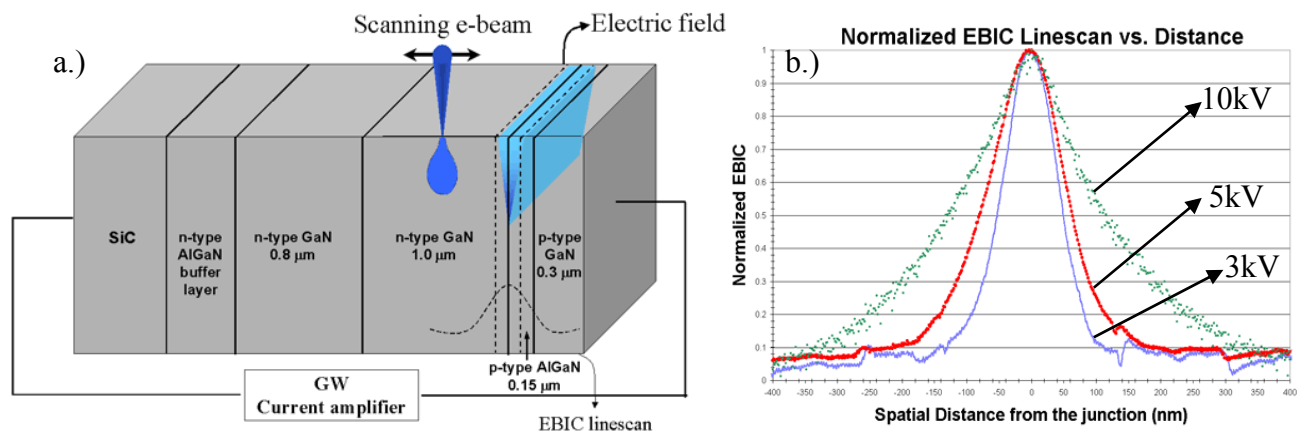 a.)
Scanning e-beam
Electric field
SiC
n-type
AlGaN
buffer
layer
n-type GaN
0.8 µm
n-type GaN
1.0 µm
p-type
GaN
0.3 µm
p-type AlGaN
0.15 µm
GW
Current amplifier
EBIC linescan
b.)
Normalized EBIC Linescan vs. Distance
Normalized EBIC
1
0.9
0.8
0.7
0.6
0.5
0.4
0.3
0.2
0.1
0
10kV
5kV
3kV
-400 -350 -300 -250 -200 -150 -100 -50 0 50 100 150 200 250 300 350 400
Spatial Distance from the junction (nm)